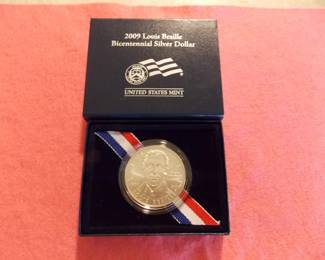 2009 Louis Braille
Bicentennial Silver Dollar
UNITED STATES MINT